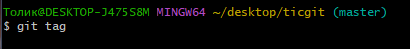 Толик@DESKTOP-J475S8M MINGW64 ~/desktop/ticgit (master)
$ git tag